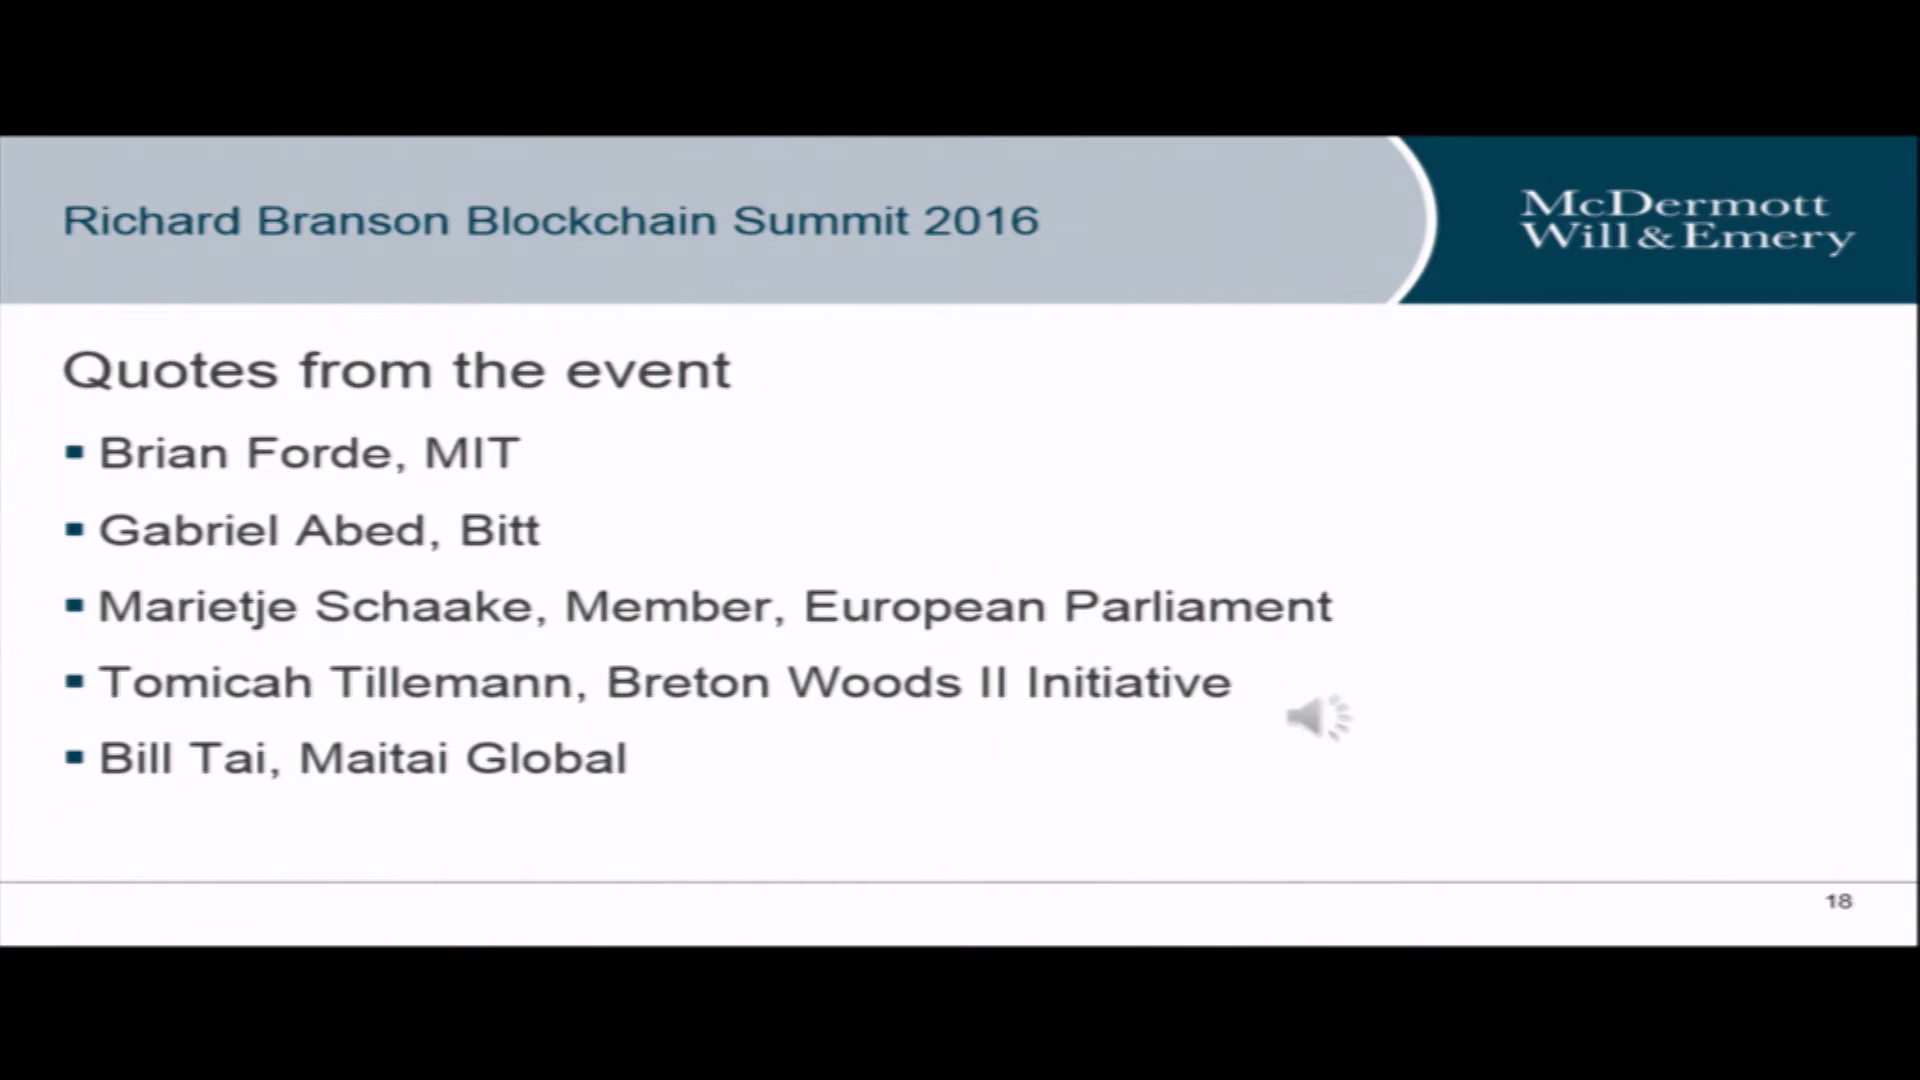 Richard Branson Blockchain Summit 2016
McDermott
Will & Emery
Quotes from the event
▪ Brian Forde, MIT
▪ Gabriel Abed, Bitt
▪ Marietje Schaake, Member, European Parliament
▪ Tomicah Tillemann, Breton Woods II Initiative
▪ Bill Tai, Maitai Global
18